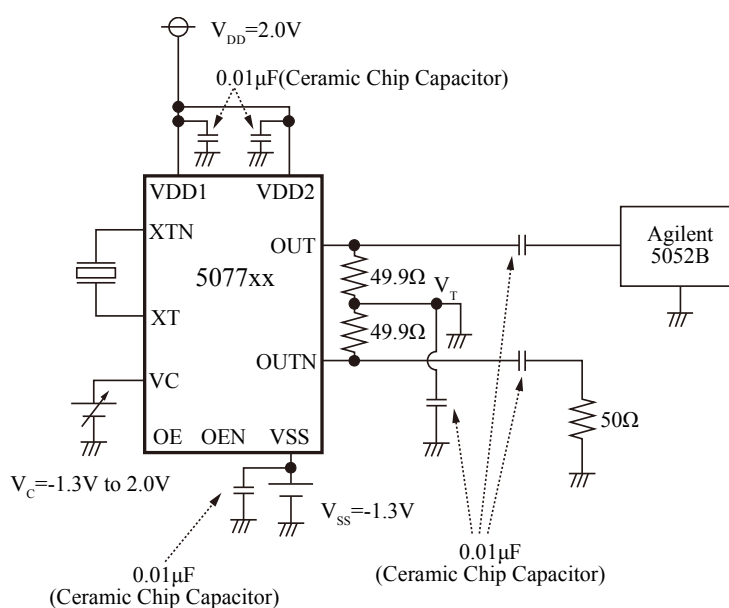 V_DD=2.0V
0.01μF(Ceramic Chip Capacitor)
VDD1
VDD2
XTN
OUT
Agilent
5052B
5077xx
49.9Ω
V_T
XT
49.9Ω
OUTN
VC
50Ω
OE
OEN
VSS
V_C=-1.3V to 2.0V
V_SS=-1.3V
0.01μF
(Ceramic Chip Capacitor)
0.01μF
(Ceramic Chip Capacitor)